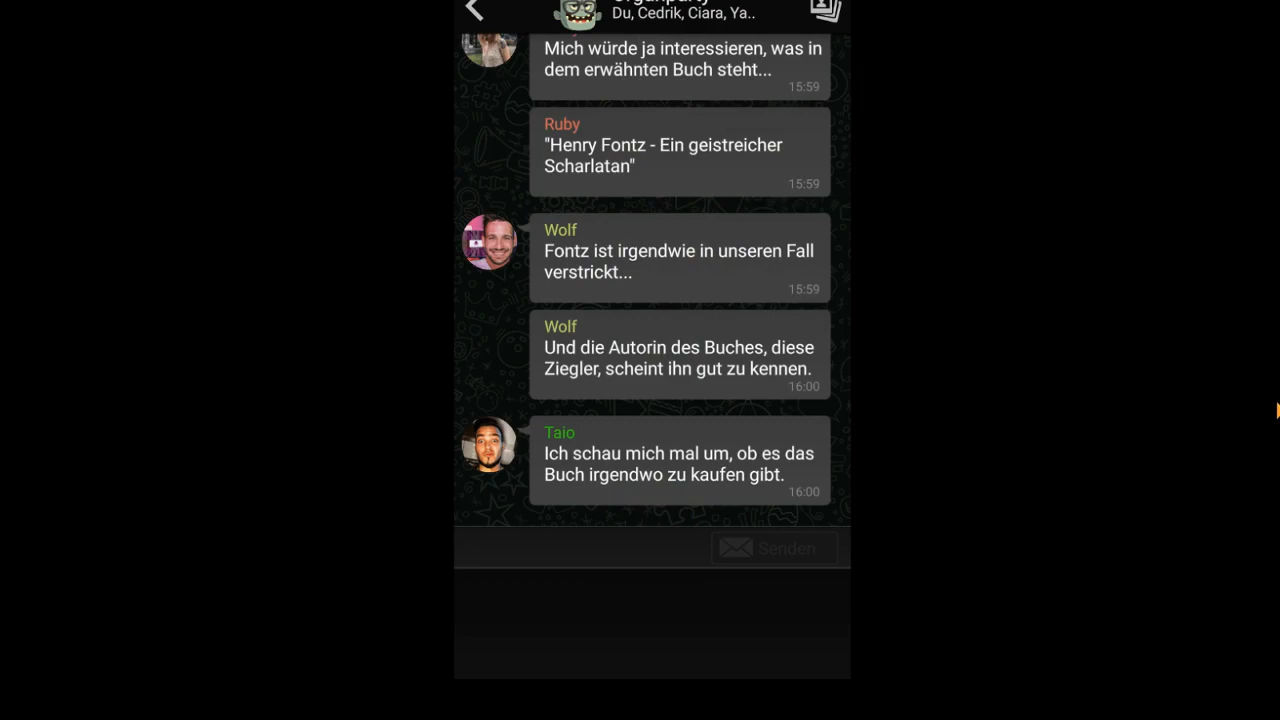 Du, Cedrik, Ciara, Ya..
Mich würde ja interessieren, was in
dem erwähnten Buch steht...
15:59
Ruby
"Henry Fontz - Ein geistreicher
Scharlatan"
15:59
Wolf
Fontz ist irgendwie in unseren Fall
verstrickt...
15:59
Wolf
Und die Autorin des Buches, diese
Ziegler, scheint ihn gut zu kennen.
16:00
Taio
Ich schau mich mal um, ob es das
Buch irgendwo zu kaufen gibt.
16:00
Senden